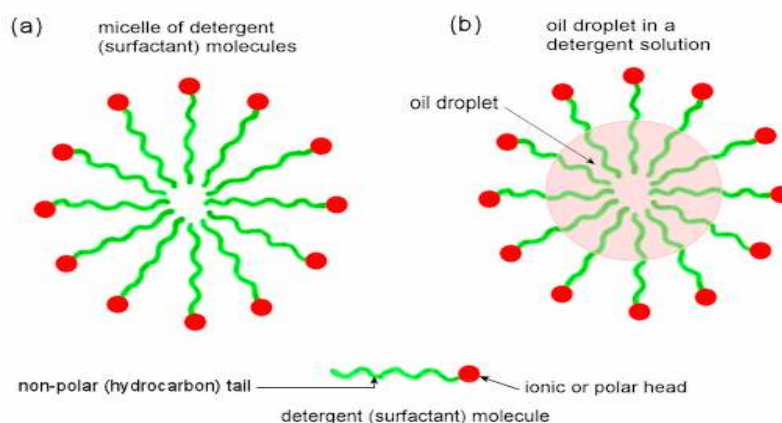 (a)
micelle of detergent
(surfactant) molecules
(b)
oil droplet in a
detergent solution
oil droplet
non-polar (hydrocarbon) tail
ionic or polar head
detergent (surfactant) molecule